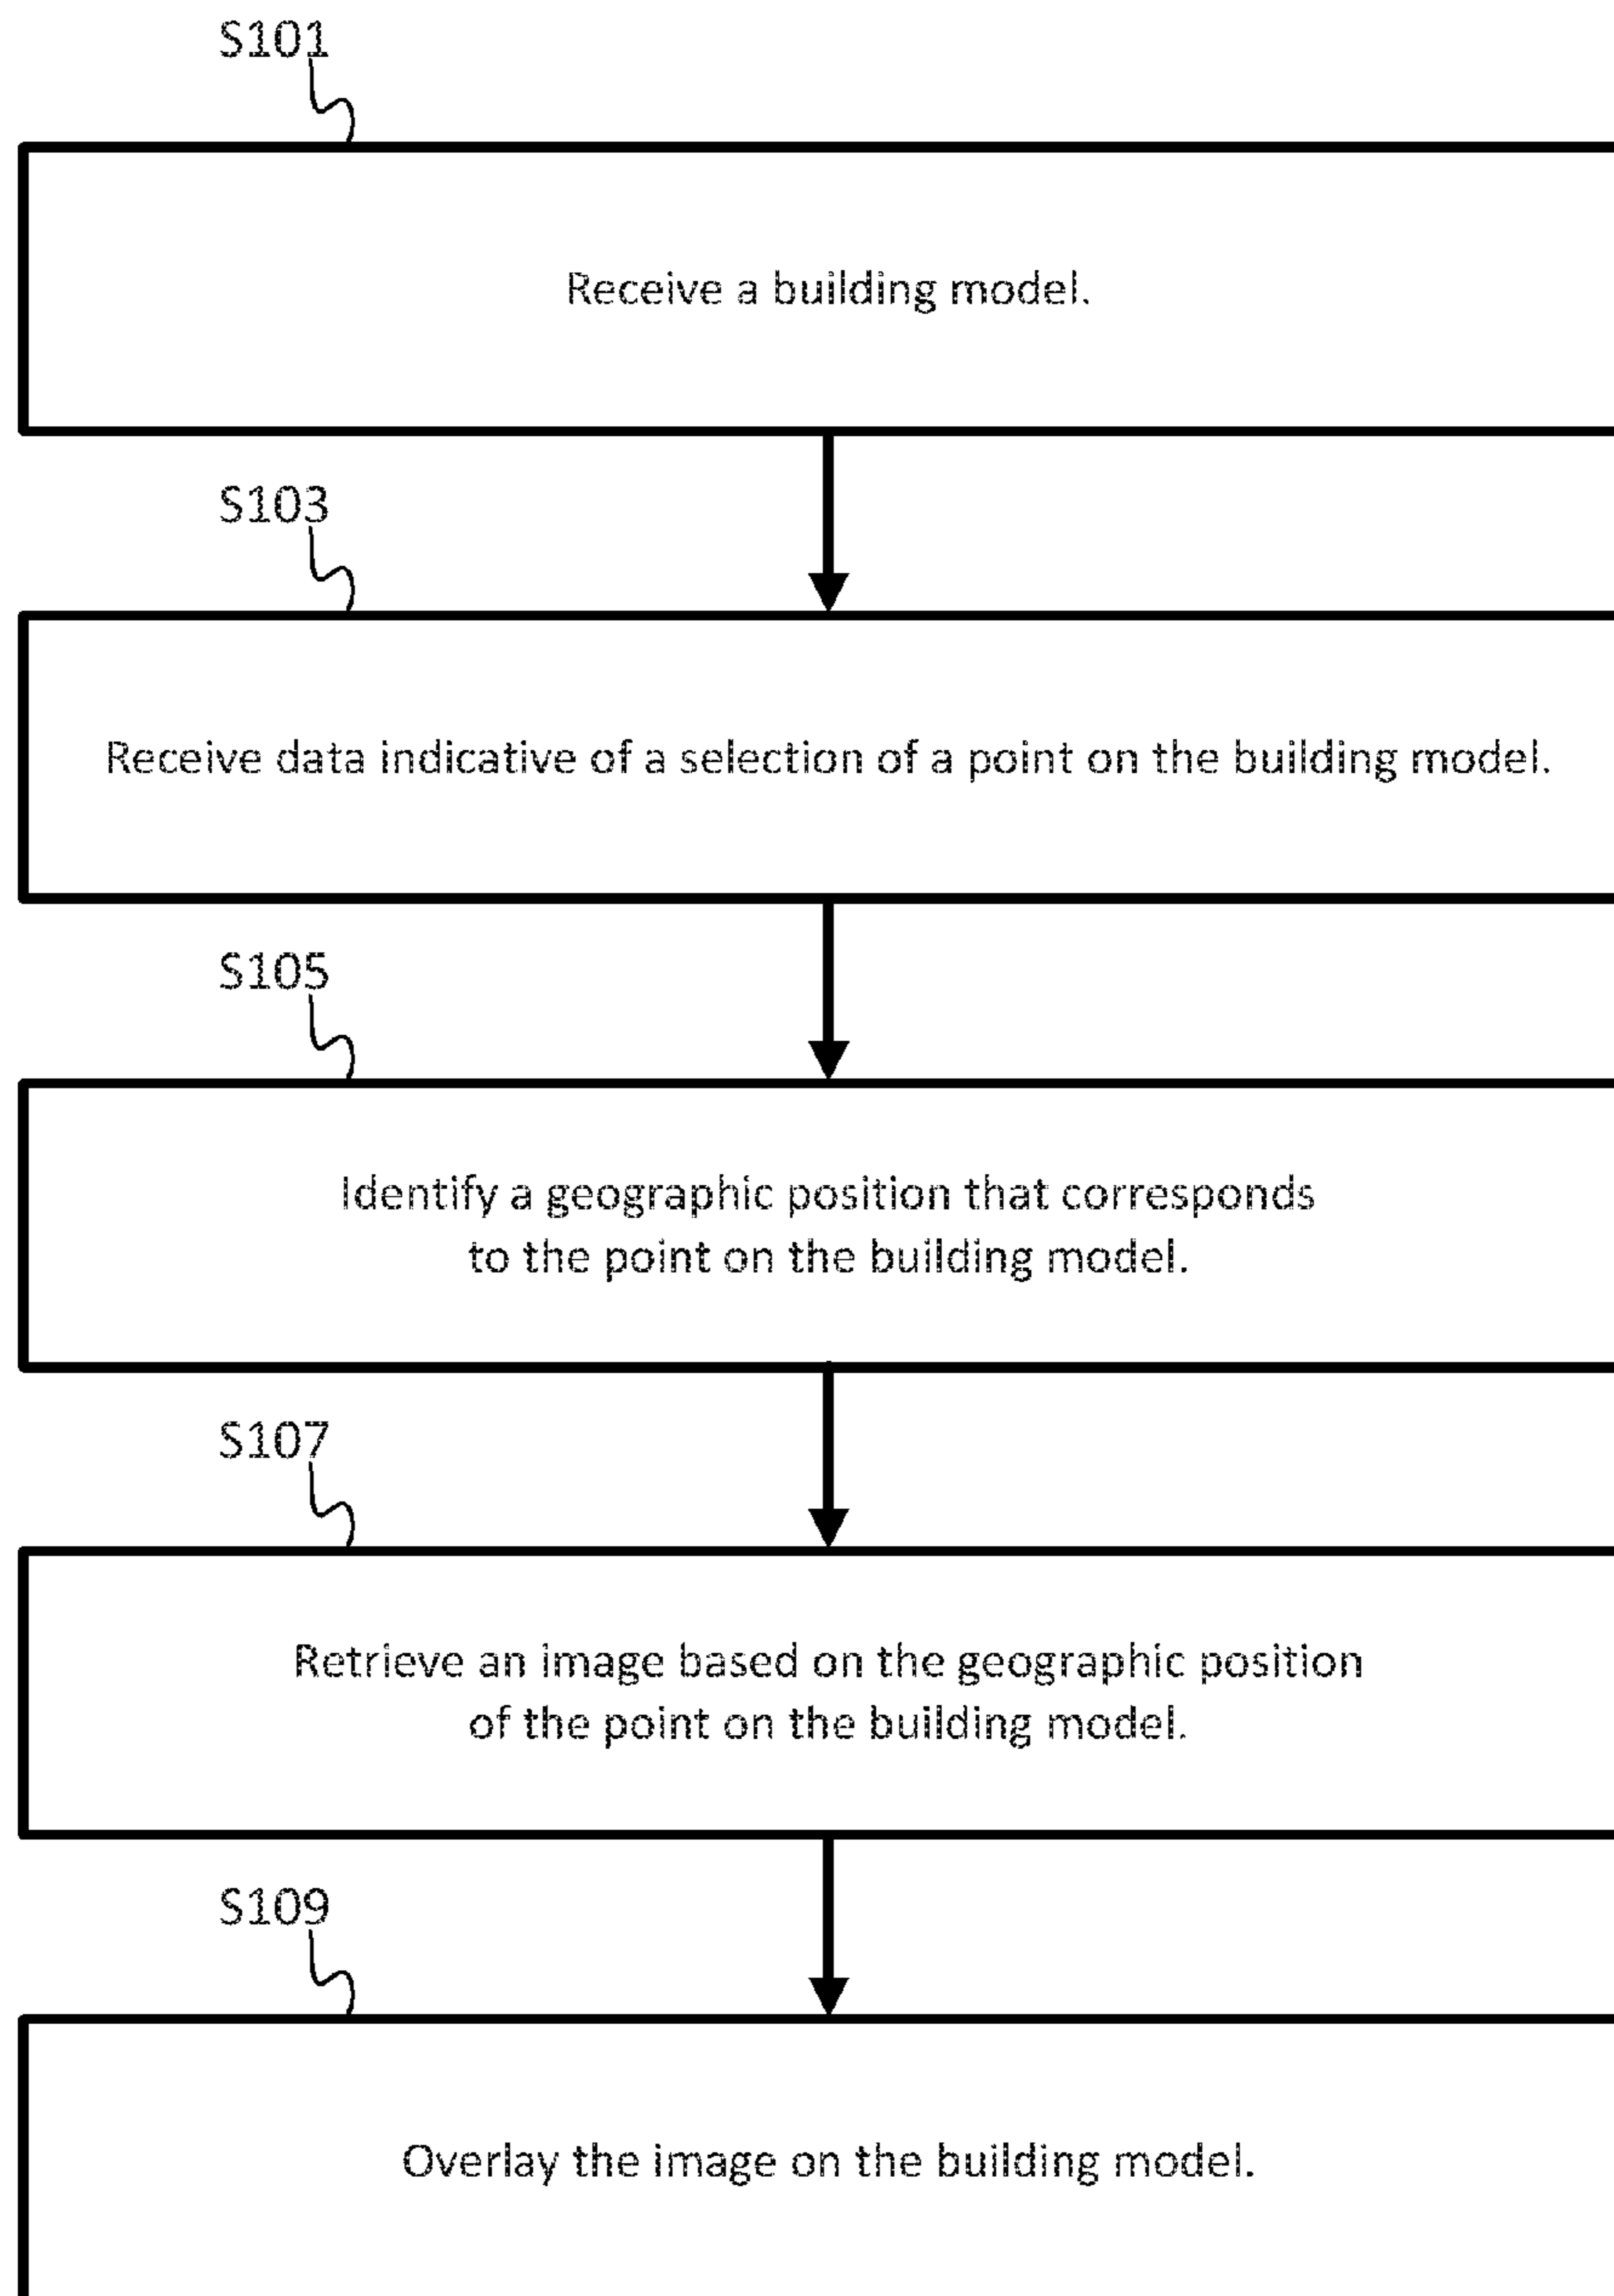 S101
Receive a building model.
S103
Receive data indicative of a selection of a point on the building model.
S105
Identify a geographic position that corresponds
to the point on the building model.
S107
Retrieve an image based on the geographic position
of the point on the building model.
S109
Overlay the image on the building model.